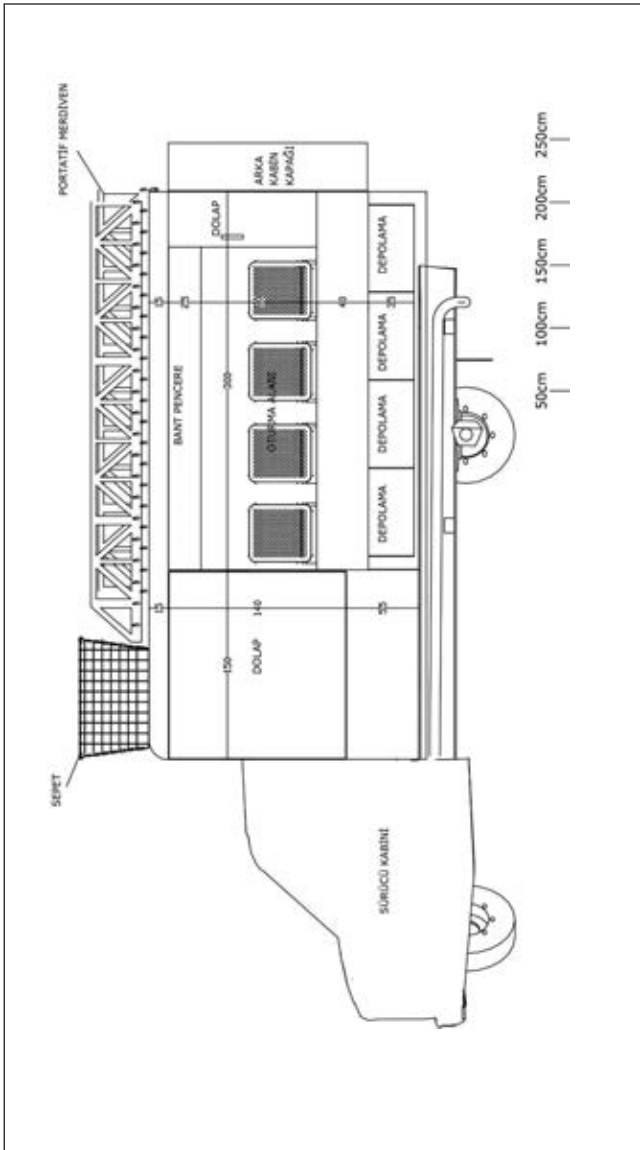 PORTATİF MERDİVEN
SEPET
ARKA
KABİN
KAPAĞI
DOLAP
BANT PENCERE
OTURMA ALANI
DEPOLAMA
DEPOLAMA
DEPOLAMA
DEPOLAMA
DOLAP
SÜRÜCÜ KABİNİ
15
25
40
35
300
15
140
55
150
250cm
200cm
150cm
100cm
50cm